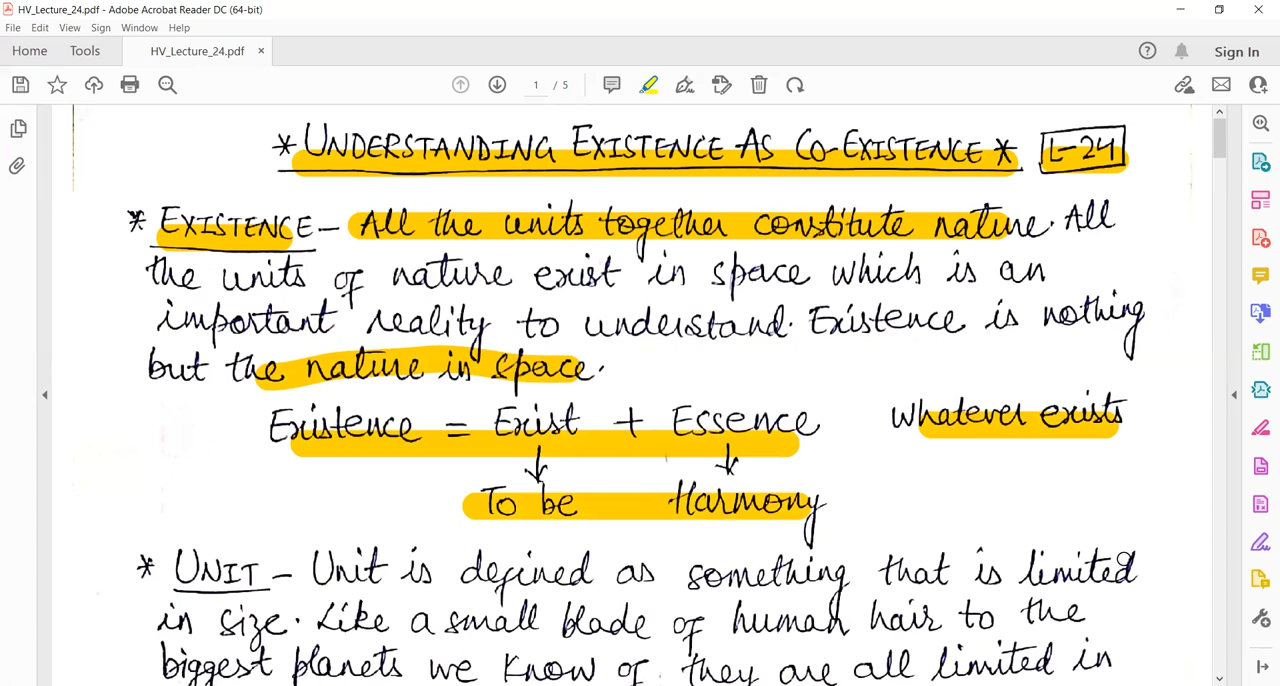 HV_Lecture_24.pdf - Adobe Acrobat Reader DC (64-bit)
File Edit View Sign Window Help
Home Tools HV_Lecture_24.pdf × Sign In
1 / 5
* UNDERSTANDING EXISTENCE AS CO-EXISTENCE * L-24
* EXISTENCE - All the units together constitute nature. All
the units of nature exist in space which is an
important reality to understand. Existence is nothing
but the nature in space.
Existence = Exist + Essence whatever exists
↓ ↓
To be Harmony
* UNIT - Unit is defined as something that is limited
in size. Like a small blade of human hair to the
biggest planets we know of, they are all limited in